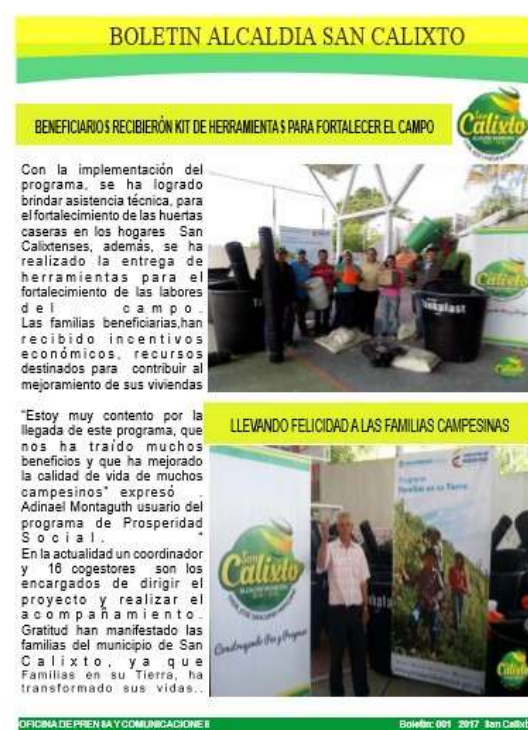 BOLETIN ALCALDIA SAN CALIXTO
BENEFICIARIOS RECIBIERÓN KIT DE HERRAMIENTAS PARA FORTALECER EL CAMPO
San
Calixto
Con la implementación del
programa, se ha logrado
brindar asistencia técnica, para
el fortalecimiento de las huertas
caseras en los hogares San
Calixtenses, además, se ha
realizado la entrega de
herramientas para el
fortalecimiento de las labores
del campo.
Las familias beneficiarias,han
recibido incentivos
económicos, recursos
destinados para contribuir al
mejoramiento de sus viviendas
Calixto
Tankplast
Calixto
"Estoy muy contento por la
llegada de este programa, que
nos ha traído muchos
beneficios y que ha mejorado
la calidad de vida de muchos
campesinos" expresó .
Adinael Montaguth usuario del
programa de Prosperidad
Social. "
En la actualidad un coordinador
y 16 cogestores son los
encargados de dirigir el
proyecto y realizar el
acompañamiento.
Gratitud han manifestado las
familias del municipio de San
Calixto, ya que
Familias en su Tierra, ha
transformado sus vidas..
LLEVANDO FELICIDAD A LAS FAMILIAS CAMPESINAS
San
Calixto
Construyendo Paz y Progreso
Programa
Familias en su Tierra
Calixto
OFICINA DE PRENSA Y COMUNICACIONES
Boletin: 001 2017 San Calixto